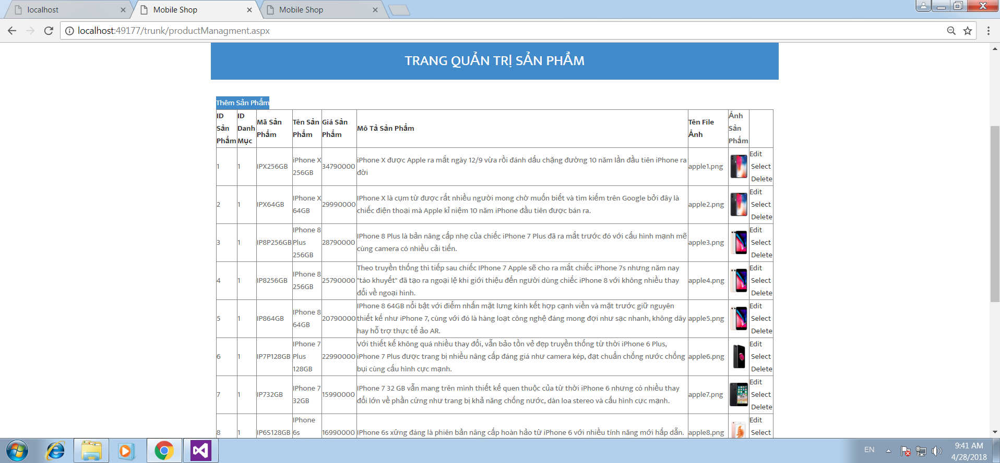 localhost
Mobile Shop
Mobile Shop
localhost:49177/trunk/productManagment.aspx
TRANG QUẢN TRỊ SẢN PHẨM
Thêm Sản Phẩm
ID Sản Phẩm ID Danh Mục Mã Sản Phẩm Tên Sản Phẩm Giá Sản Phẩm Mô Tả Sản Phẩm Tên File Ảnh Ảnh Sản Phẩm
1 1 IPX256GB iPhone X 256GB 34790000 iPhone X được Apple ra mắt ngày 12/9 vừa rồi đánh dấu chặng đường 10 năm lần đầu tiên iPhone ra đời apple1.png Edit Select Delete
2 1 IPX64GB IPhone X 64GB 29990000 IPhone X là cụm từ được rất nhiều người mong chờ muốn biết và tìm kiếm trên Google bởi đây là chiếc điện thoại mà Apple kỉ niệm 10 năm iPhone đầu tiên được bán ra. apple2.png Edit Select Delete
3 1 IP8P256GB IPhone 8 Plus 256GB 28790000 IPhone 8 Plus là bản nâng cấp nhẹ của chiếc iPhone 7 Plus đã ra mắt trước đó với cấu hình mạnh mẽ cùng camera có nhiều cải tiến. apple3.png Edit Select Delete
4 1 IP8256GB IPhone 8 256GB 25790000 Theo truyền thống thì tiếp sau chiếc IPhone 7 Apple sẽ cho ra mắt chiếc iPhone 7s nhưng năm nay "táo khuyết" đã tạo ra ngoại lệ khi giới thiệu đến người dùng chiếc iPhone 8 với không nhiều thay đổi về ngoại hình. apple4.png Edit Select Delete
5 1 IP864GB IPhone 8 64GB 20790000 IPhone 8 64GB nổi bật với điểm nhấn mặt lưng kính kết hợp cạnh viền và mặt trước giữ nguyên thiết kế như iPhone 7, cùng với đó là hàng loạt công nghệ đáng mong đợi như sạc nhanh, không dây hay hỗ trợ thực tế ảo AR. apple5.png Edit Select Delete
6 1 IP7P128GB IPhone 7 Plus 128GB 22990000 Với thiết kế không quá nhiều thay đổi, vẫn bảo tồn vẻ đẹp truyền thống từ thời iPhone 6 Plus, iPhone 7 Plus được trang bị nhiều nâng cấp đáng giá như camera kép, đạt chuẩn chống nước chống bụi cùng cấu hình cực mạnh. apple6.png Edit Select Delete
7 1 IP732GB IPhone 7 32GB 15990000 IPhone 7 32 GB vẫn mang trên mình thiết kế quen thuộc của từ thời iPhone 6 nhưng có nhiều thay đổi lớn về phần cứng như trang bị khả năng chống nước, dàn loa stereo và cấu hình cực mạnh. apple7.png Edit Select Delete
8 1 IP6S128GB IPhone 6s 16990000 IPhone 6s xứng đáng là phiên bản nâng cấp hoàn hảo từ iPhone 6 với nhiều tính năng mới hấp dẫn. apple8.png Edit Select
EN
9:41 AM
4/28/2018